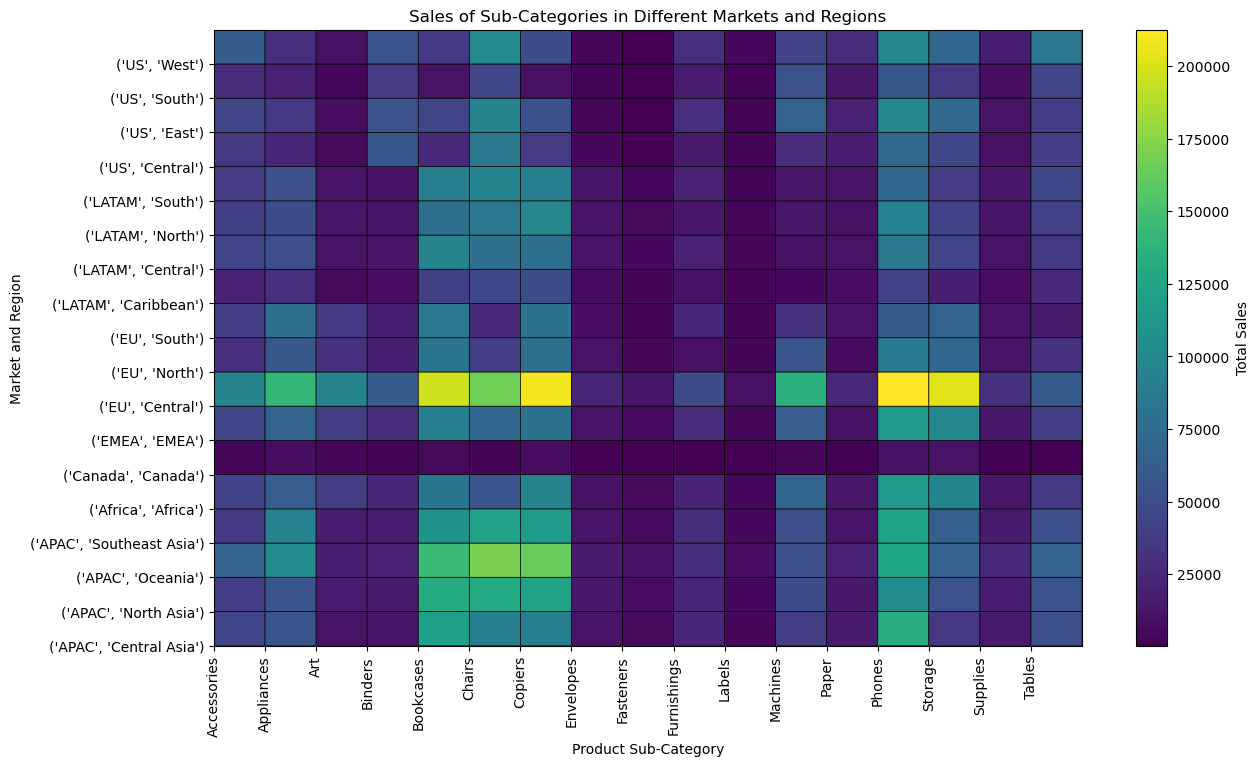 Sales of Sub-Categories in Different Markets and Regions
Market and Region
('US', 'West')
('US', 'South')
('US', 'East')
('US', 'Central')
('LATAM', 'South')
('LATAM', 'North')
('LATAM', 'Central')
('LATAM', 'Caribbean')
('EU', 'South')
('EU', 'North')
('EU', 'Central')
('EMEA', 'EMEA')
('Canada', 'Canada')
('Africa', 'Africa')
('APAC', 'Southeast Asia')
('APAC', 'Oceania')
('APAC', 'North Asia')
('APAC', 'Central Asia')
Accessories
Appliances
Art
Binders
Bookcases
Chairs
Copiers
Envelopes
Fasteners
Furnishings
Labels
Machines
Paper
Phones
Storage
Supplies
Tables
Product Sub-Category
200000
175000
150000
125000
100000
75000
50000
25000
Total Sales